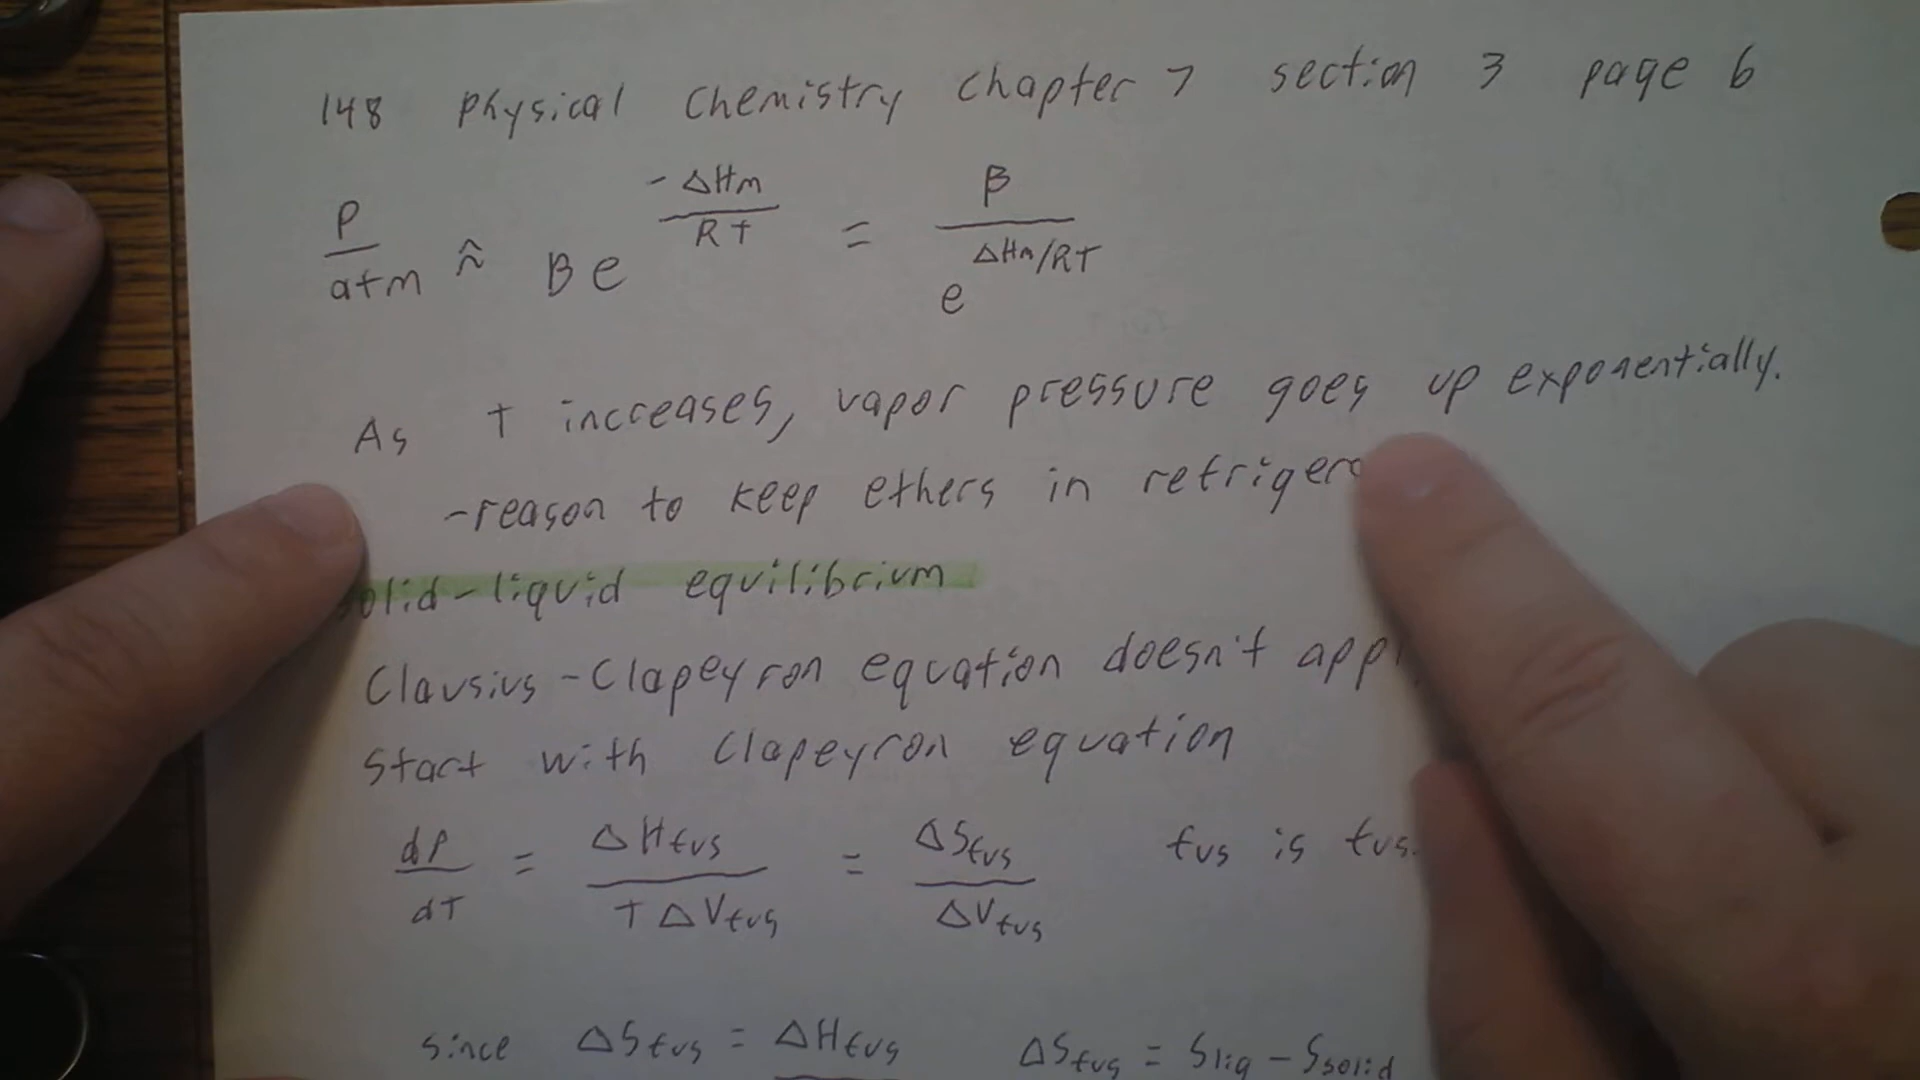 148 Physical Chemistry Chapter 7 section 3 page 6
P/atm ≈ Be^(-ΔHm/RT) = B/e^(ΔHm/RT)
As T increases, vapor pressure goes up exponentially.
-reason to keep ethers in
solid-liquid equilibrium
Clausius-Clapeyron equation doesn't
Start with Clapeyron equation
dP/dT = ΔHfus/TΔVfus = ΔSfus/ΔVfus fus is
since ΔSfus = ΔHfus ΔSfus = Sliq - Ssolid